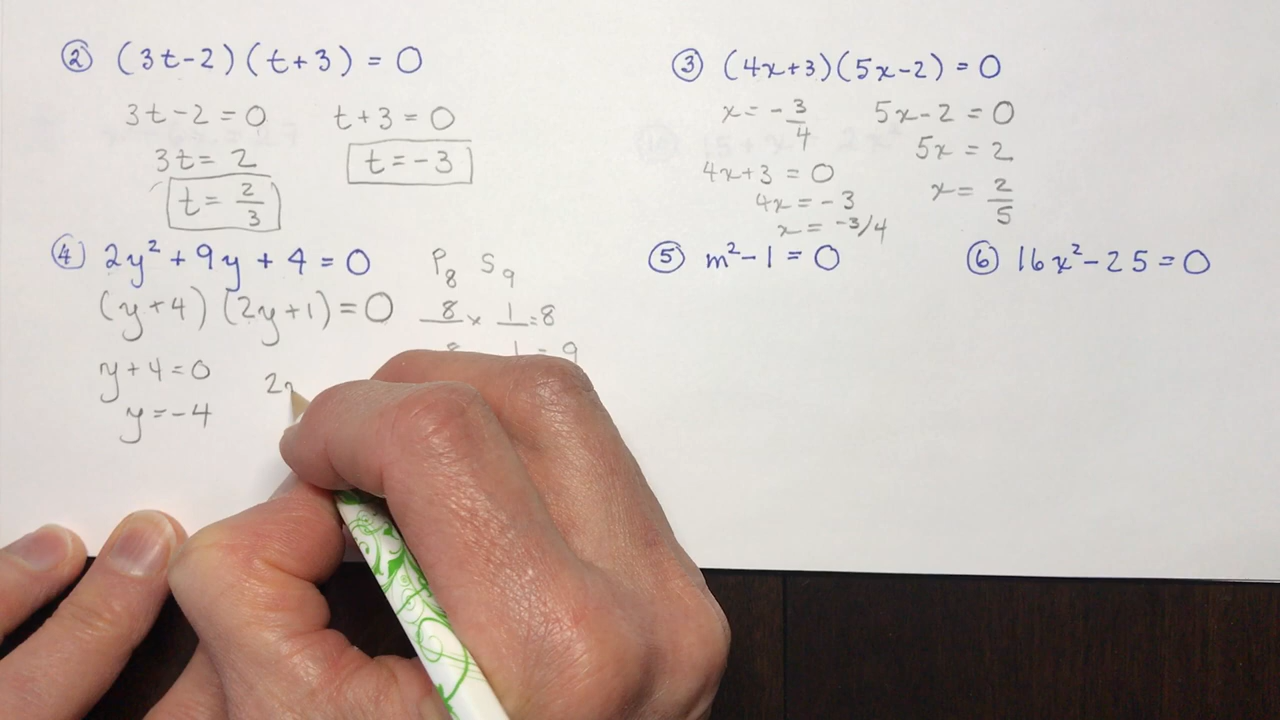 ② (3t-2)(t+3) = 0
3t-2 = 0
3t = 2
t = 2/3
t+3 = 0
t = -3
③ (4x+3)(5x-2) = 0
x = -3/4
4x+3 = 0
4x = -3
x = -3/4
5x-2 = 0
5x = 2
x = 2/5
④ 2y² + 9y + 4 = 0
(y+4)(2y+1) = 0
y+4 = 0
y = -4
P8 S9
8 x 1 = 8
1 = 9
⑤ m²-1 = 0
⑥ 16x²-25 = 0